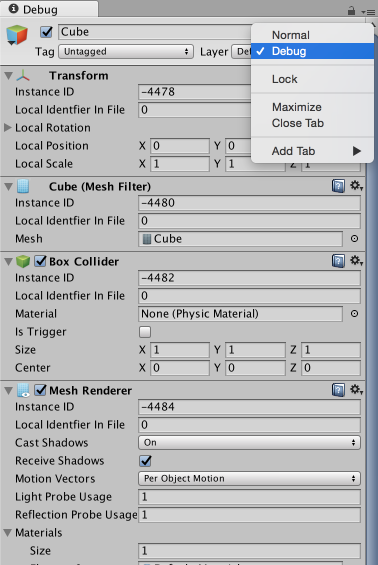 Debug
Cube
Tag Untagged Layer
Normal
Debug
Lock
Maximize
Close Tab
Add Tab
Transform
Instance ID -4478
Local Identfier In File 0
Local Rotation
Local Position X 0 Y 0
Local Scale X 1 Y 1 Z 1
Cube (Mesh Filter)
Instance ID -4480
Local Identfier In File 0
Mesh Cube
Box Collider
Instance ID -4482
Local Identfier In File 0
Material None (Physic Material)
Is Trigger
Size X 1 Y 1 Z 1
Center X 0 Y 0 Z 0
Mesh Renderer
Instance ID -4484
Local Identfier In File 0
Cast Shadows On
Receive Shadows
Motion Vectors Per Object Motion
Light Probe Usage 1
Reflection Probe Usage 1
Materials
Size 1